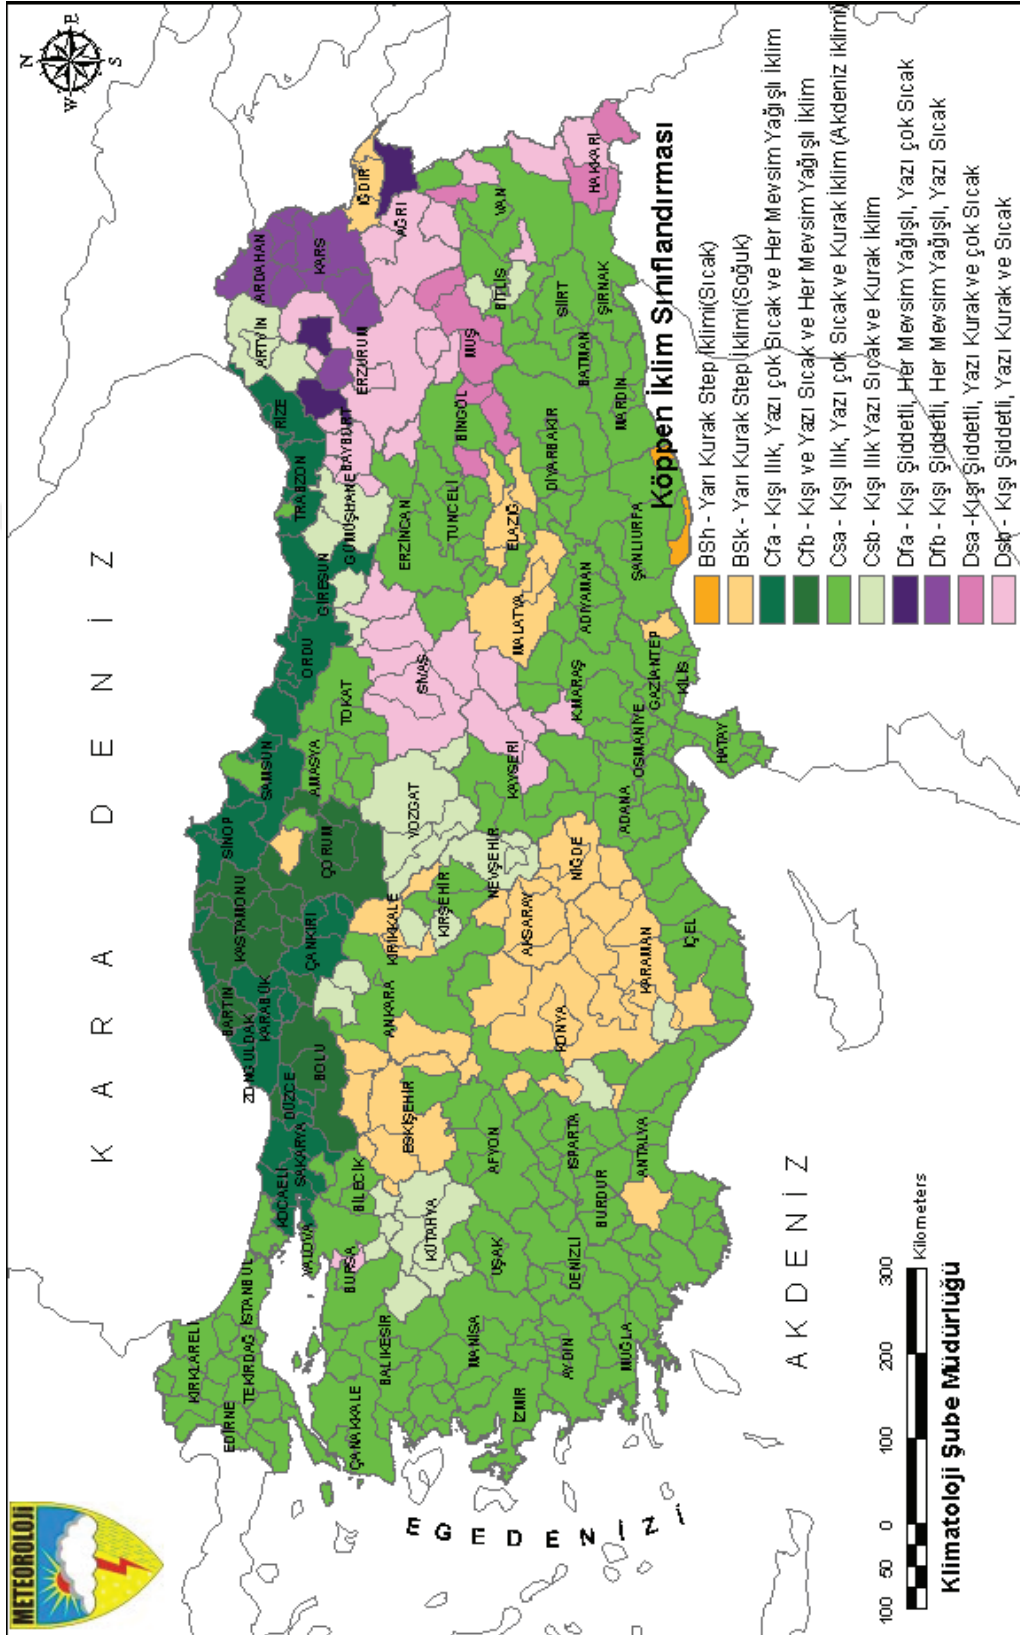 METEOROLOJİ
N
E
S
W
K A R A D E N İ Z
E G E D E N İ Z İ
A K D E N İ Z
KIRKLARELİ
EDİRNE
TEKİRDAĞ
İSTANBUL
KOCAELİ
SAKARYA
YALOVA
DÜZCE
ZONGULDAK
BARTIN
KARABÜK
BOLU
KASTAMONU
ÇANKIRI
SİNOP
SAMSUN
ÇORUM
AMASYA
TOKAT
ORDU
GİRESUN
TRABZON
GÜMÜŞHANE
BAYBURT
RİZE
ARTVİN
ARDAHAN
KARS
IĞDIR
AĞRI
ERZURUM
ERZİNCAN
ÇANAKKALE
BALIKESİR
BURSA
BİLECİK
KÜTAHYA
ESKİŞEHİR
ANKARA
KIRIKKALE
KIRŞEHİR
YOZGAT
NEVŞEHİR
KAYSERİ
SİVAS
MALATYA
ELAZIĞ
TUNCELİ
BİNGÖL
MUŞ
BİTLİS
VAN
HAKKARİ
MANİSA
İZMİR
UŞAK
AFYON
AYDIN
DENİZLİ
MUĞLA
BURDUR
ISPARTA
ANTALYA
KONYA
AKSARAY
NİĞDE
KARAMAN
İÇEL
ADANA
OSMANİYE
HATAY
K.MARAŞ
GAZİANTEP
KİLİS
ADIYAMAN
ŞANLIURFA
DİYARBAKIR
MARDİN
BATMAN
SİİRT
ŞIRNAK
Köppen İklim Sınıflandırması
BSh - Yarı Kurak Step İklimi(Sıcak)
BSk - Yarı Kurak Step İklimi(Soğuk)
Cfa - Kışı Ilık, Yazı çok Sıcak ve Her Mevsim Yağışlı İklim
Cfb - Kışı ve Yazı Sıcak ve Her Mevsim Yağışlı İklim
Csa - Kışı Ilık, Yazı çok Sıcak ve Kurak İklim (Akdeniz iklimi)
Csb - Kışı Ilık Yazı Sıcak ve Kurak İklim
Dfa - Kışı Şiddetli, Her Mevsim Yağışlı, Yazı çok Sıcak
Dfb - Kışı Şiddetli, Her Mevsim Yağışlı, Yazı Sıcak
Dsa - Kışı Şiddetli, Yazı Kurak ve çok Sıcak
Dsb - Kışı Şiddetli, Yazı Kurak ve Sıcak
100 50 0 100 200 300
Kilometers
Klimatoloji Şube Müdürlüğü